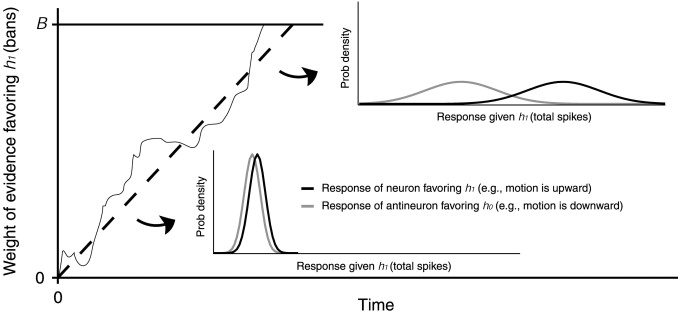 Weight of evidence favoring h1 (bans)
B
0
0
Time
Prob density
Response given h1 (total spikes)
Prob density
Response of neuron favoring h1 (e.g., motion is upward)
Response of antineuron favoring h0 (e.g., motion is downward)
Response given h1 (total spikes)